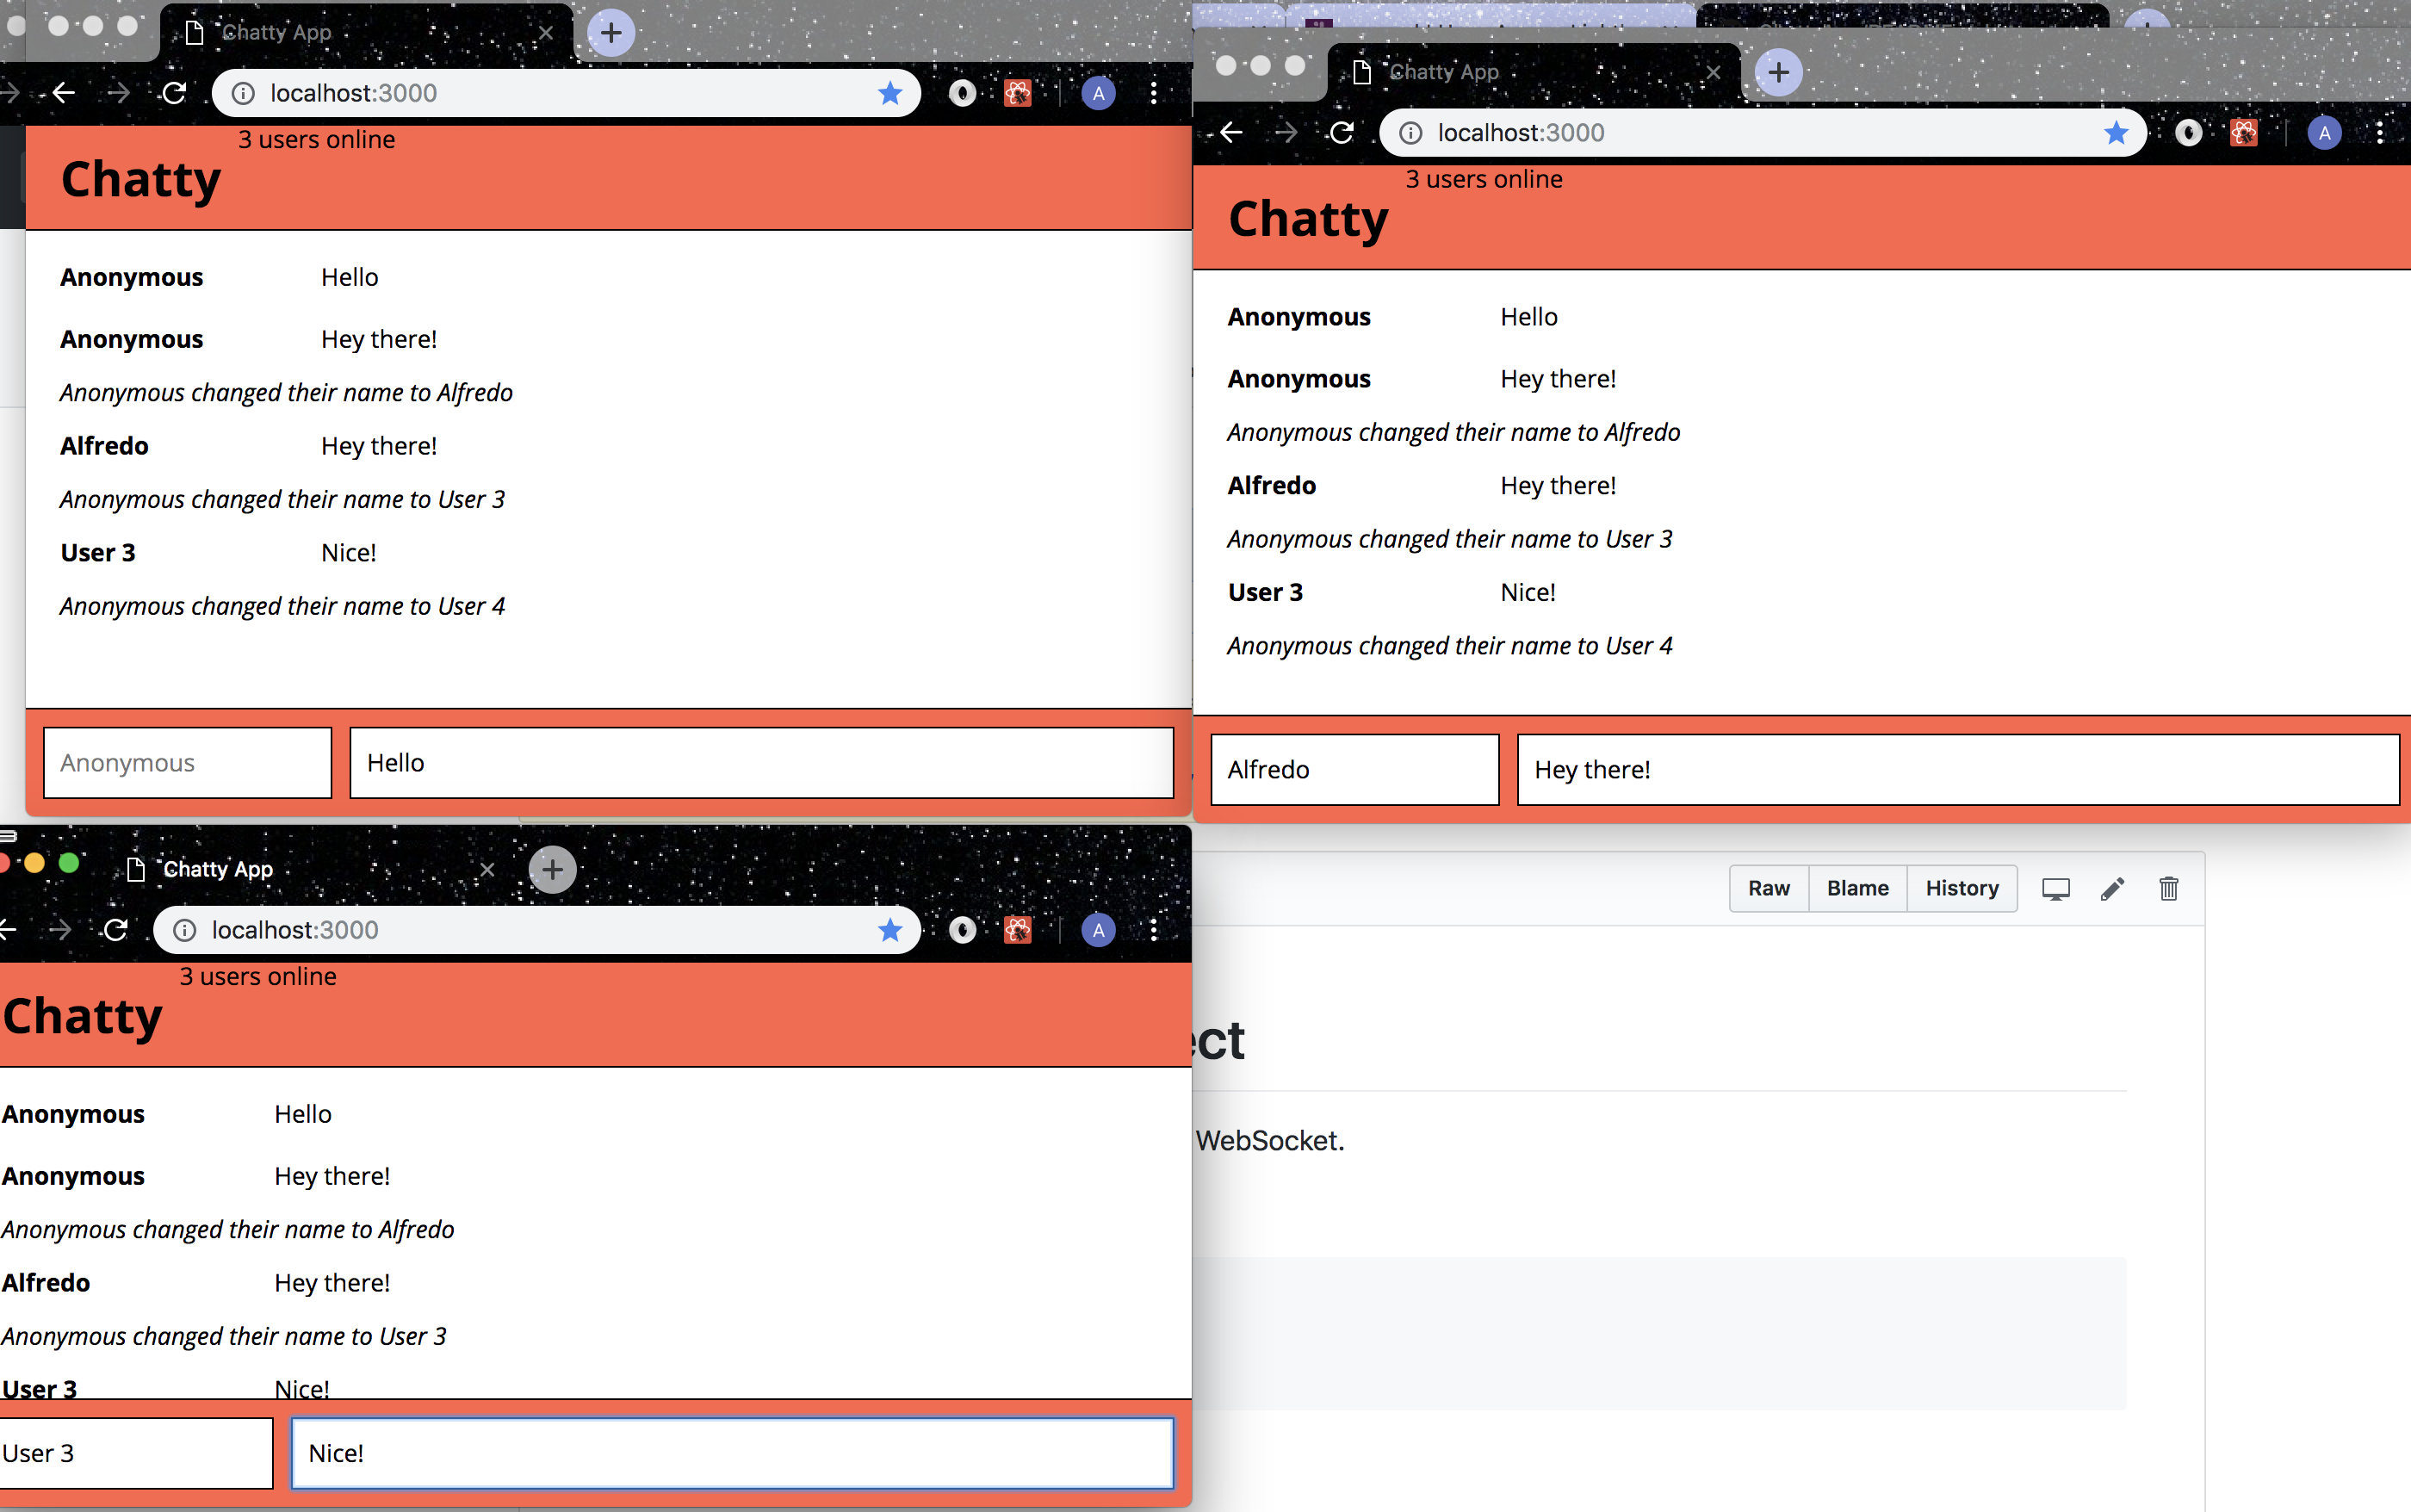 Chatty App
localhost:3000
3 users online
Chatty
Anonymous Hello
Anonymous Hey there!
Anonymous changed their name to Alfredo
Alfredo Hey there!
Anonymous changed their name to User 3
User 3 Nice!
Anonymous changed their name to User 4
Anonymous Hello
Chatty App
localhost:3000
A
3 users online
Chatty
Anonymous Hello
Anonymous Hey there!
Anonymous changed their name to Alfredo
Alfredo Hey there!
Anonymous changed their name to User 3
User 3 Nice!
Anonymous changed their name to User 4
Alfredo Hey there!
Chatty App
localhost:3000
A
3 users online
Chatty
Anonymous Hello
Anonymous Hey there!
Anonymous changed their name to Alfredo
Alfredo Hey there!
Anonymous changed their name to User 3
User 3 Nice!
User 3 Nice!
Raw Blame History
ect
WebSocket.